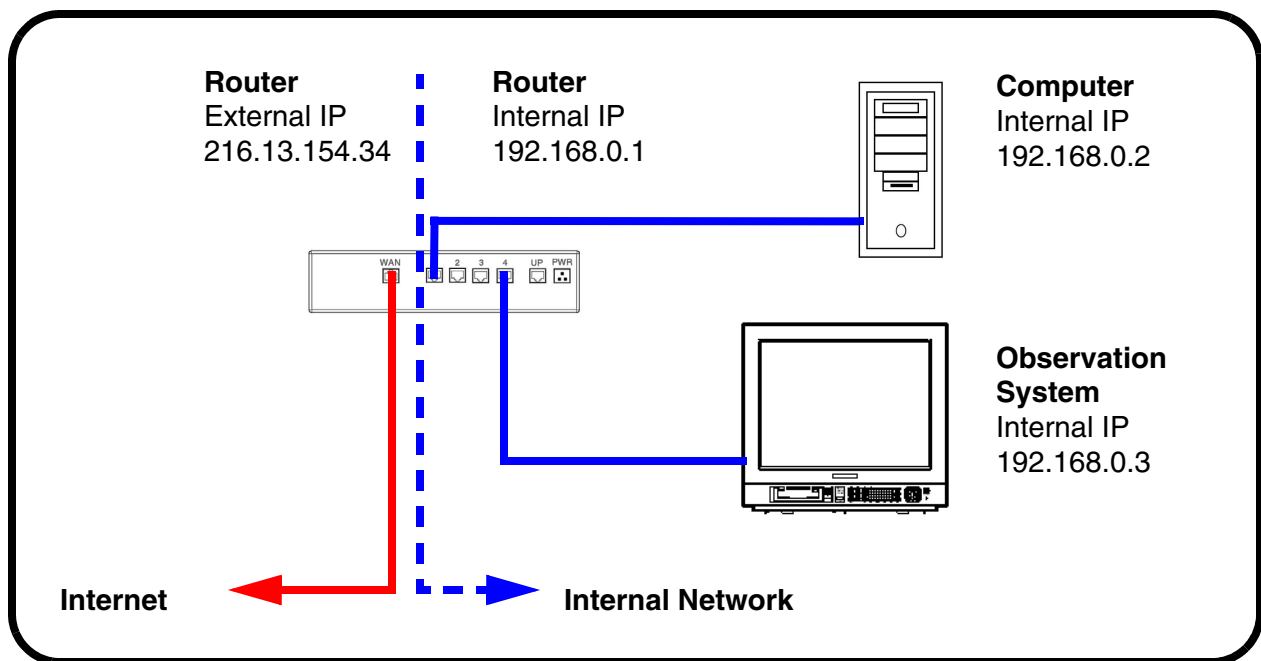 Router
External IP
216.13.154.34
Router
Internal IP
192.168.0.1
Computer
Internal IP
192.168.0.2
WAN
2
3
4
UP
PWR
Observation
System
Internal IP
192.168.0.3
Internet
Internal Network